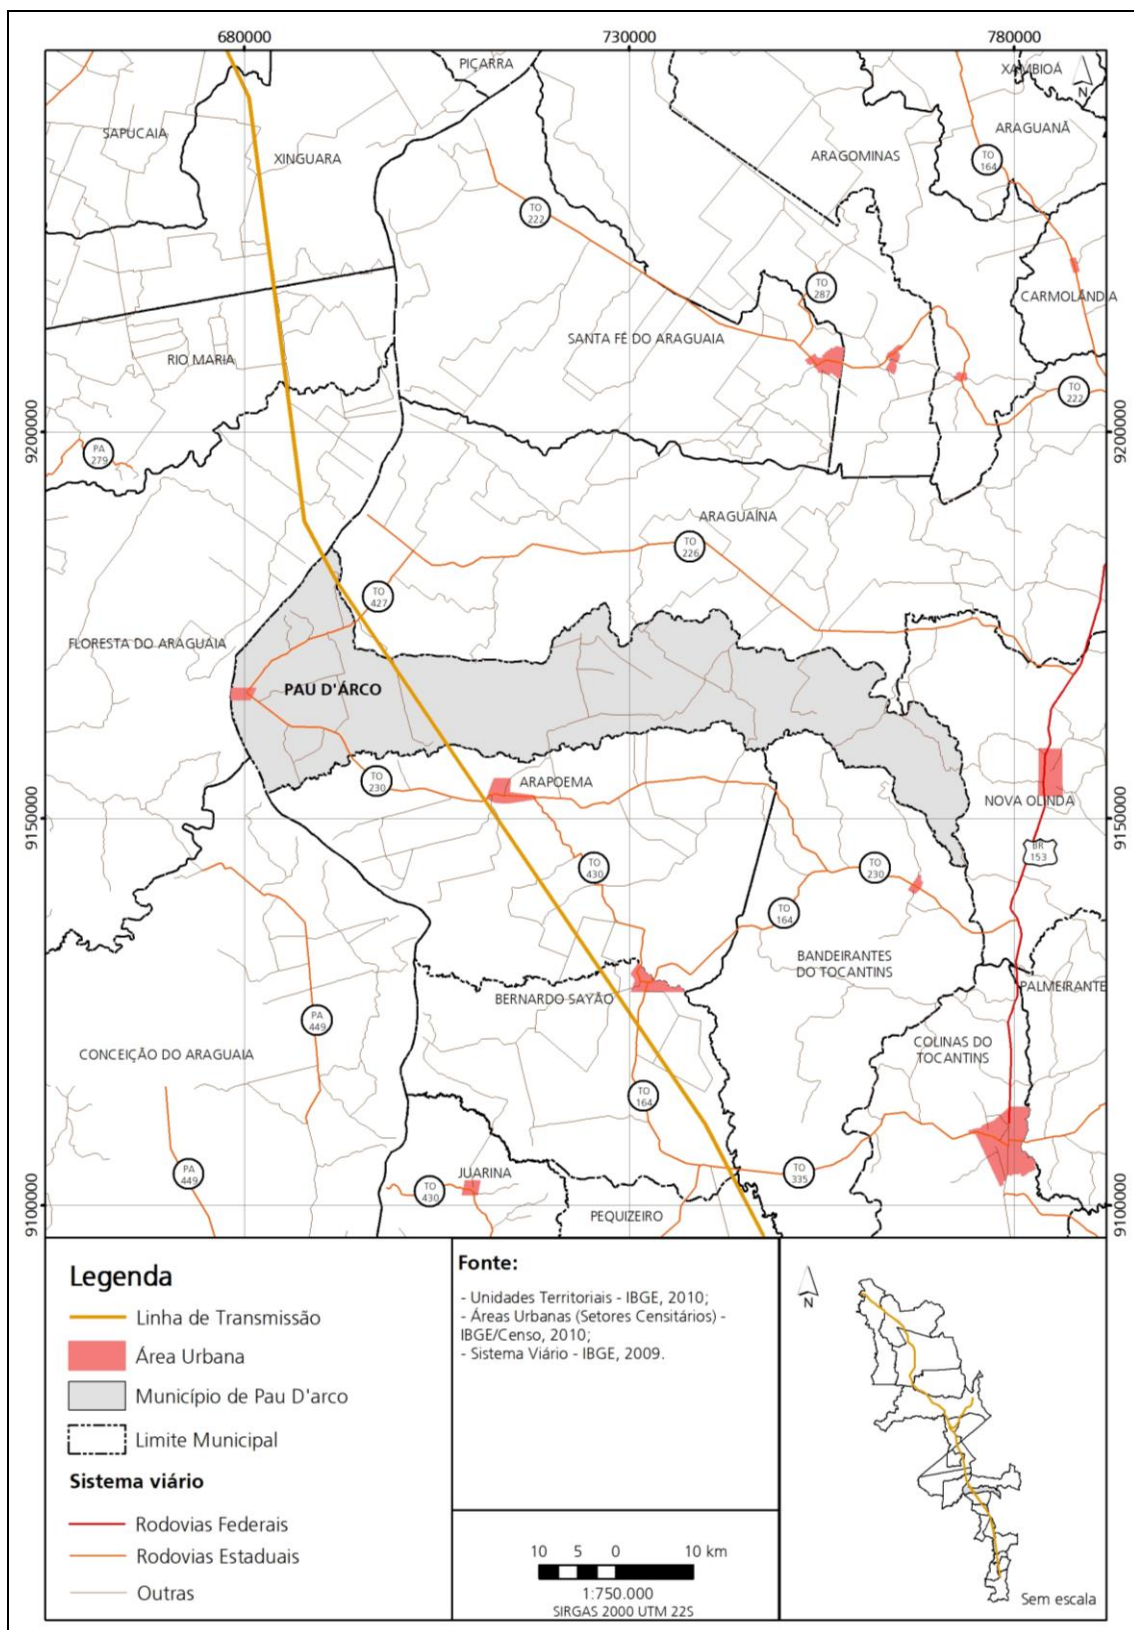 680000
730000
780000
PIÇARRA
XAMBIOÁ
N
SAPUCAIA
XINGUARA
ARAGOMINAS
ARAGUANÃ
TO
164
TO
222
TO
287
CARMOLÂNDIA
SANTA FÉ DO ARAGUAIA
RIO MARIA
TO
222
9200000
9200000
PA
279
ARAGUAÍNA
TO
226
TO
427
FLORESTA DO ARAGUAIA
PAU D'ÁRCO
TO
230
ARAPOEMA
NOVA OLINDA
9150000
9150000
BR
153
TO
430
TO
230
TO
164
BANDEIRANTES
DO TOCANTINS
BERNARDO SAYÃO
PALMEIRANTE
PA
449
COLINAS DO
TOCANTINS
CONCEIÇÃO DO ARAGUAIA
TO
164
PA
449
JUARINA
TO
430
TO
335
9100000
9100000
PEQUIZEIRO
Legenda
Linha de Transmissão
Área Urbana
Município de Pau D'arco
Limite Municipal
Sistema viário
Rodovias Federais
Rodovias Estaduais
Outras
Fonte:
- Unidades Territoriais - IBGE, 2010;
- Áreas Urbanas (Setores Censitários) -
IBGE/Censo, 2010;
- Sistema Viário - IBGE, 2009.
10 5 0 10 km
1:750.000
SIRGAS 2000 UTM 22S
N
Sem escala